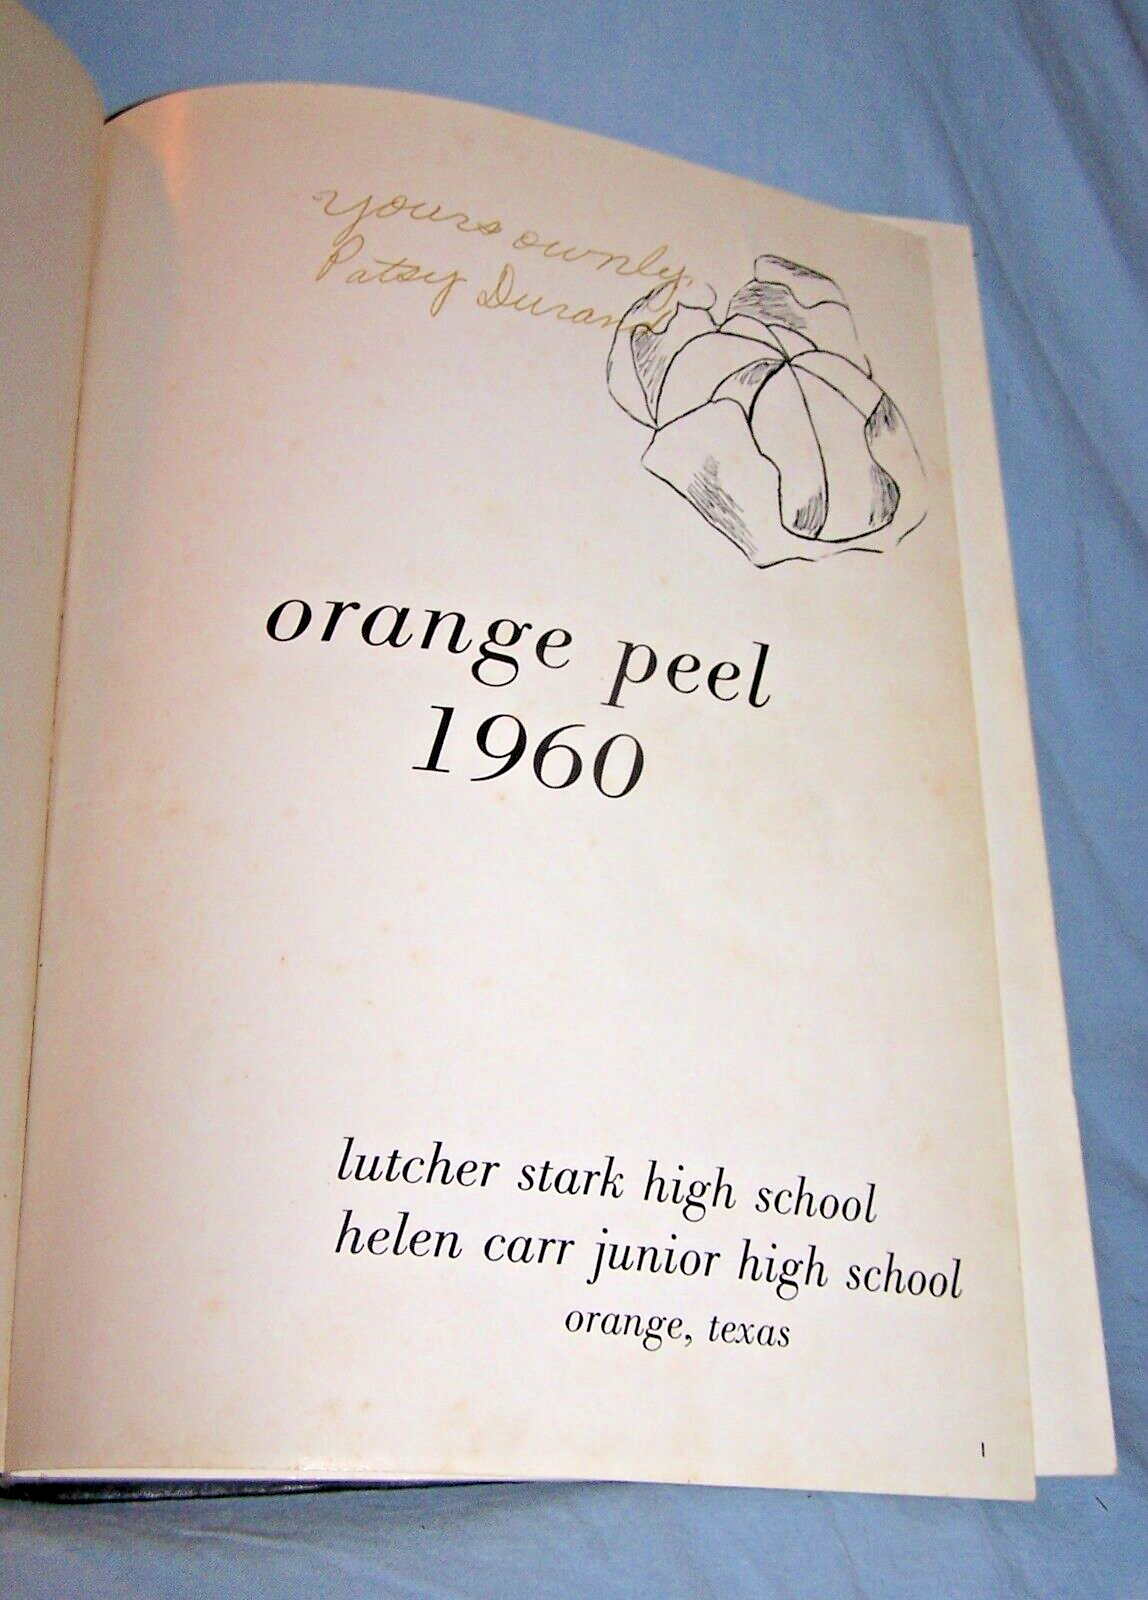 yours ownly,
Patsy Durand
orange peel
1960
lutcher stark high school
helen carr junior high school
orange, texas
1